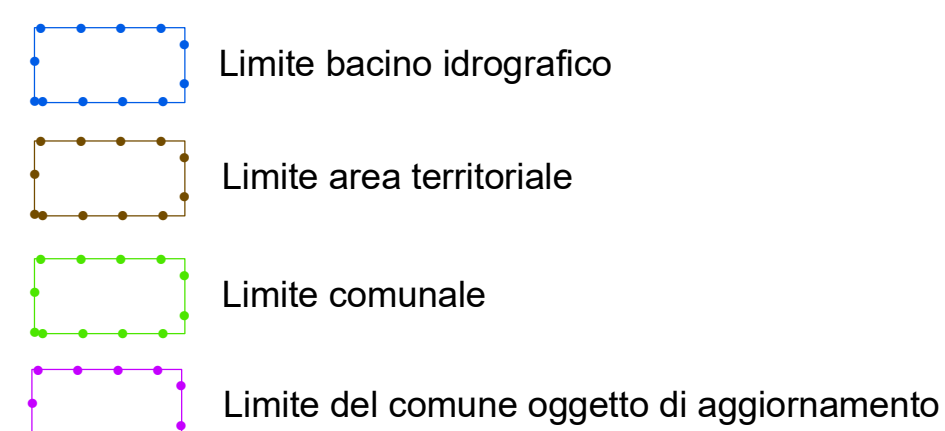 Limite bacino idrografico
Limite area territoriale
Limite comunale
Limite del comune oggetto di aggiornamento